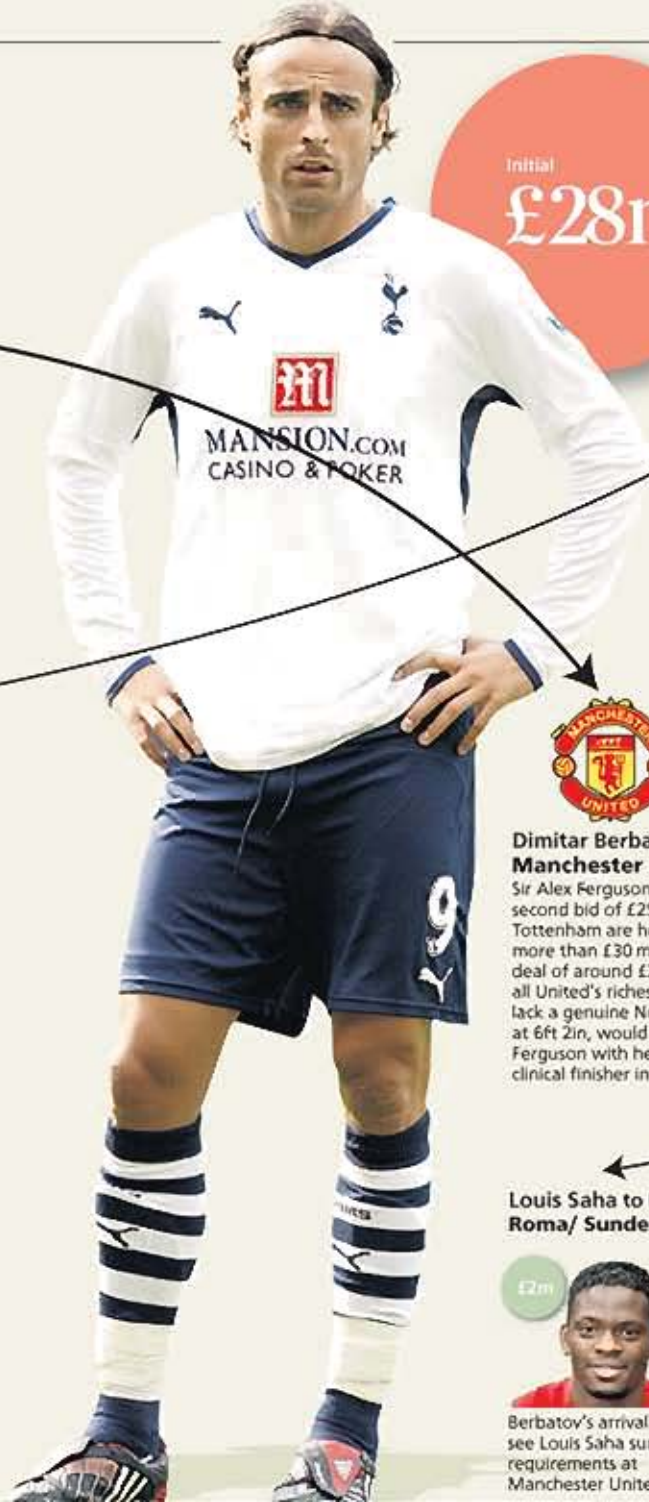 Initial
£28
MANSION.COM
CASINO & POKER
MANCHESTER
UNITED
9
Dimitar
Manchester
Sir Alex Ferguson
second bid of
Tottenham are
more than £30
deal of around
all United's riches
lack a genuine
at 6ft 2in, would
Ferguson with
clinical finisher
Louis Saha to
Roma/
£2m
Berbatov's arrival
see Louis Saha
requirements at
Manchester